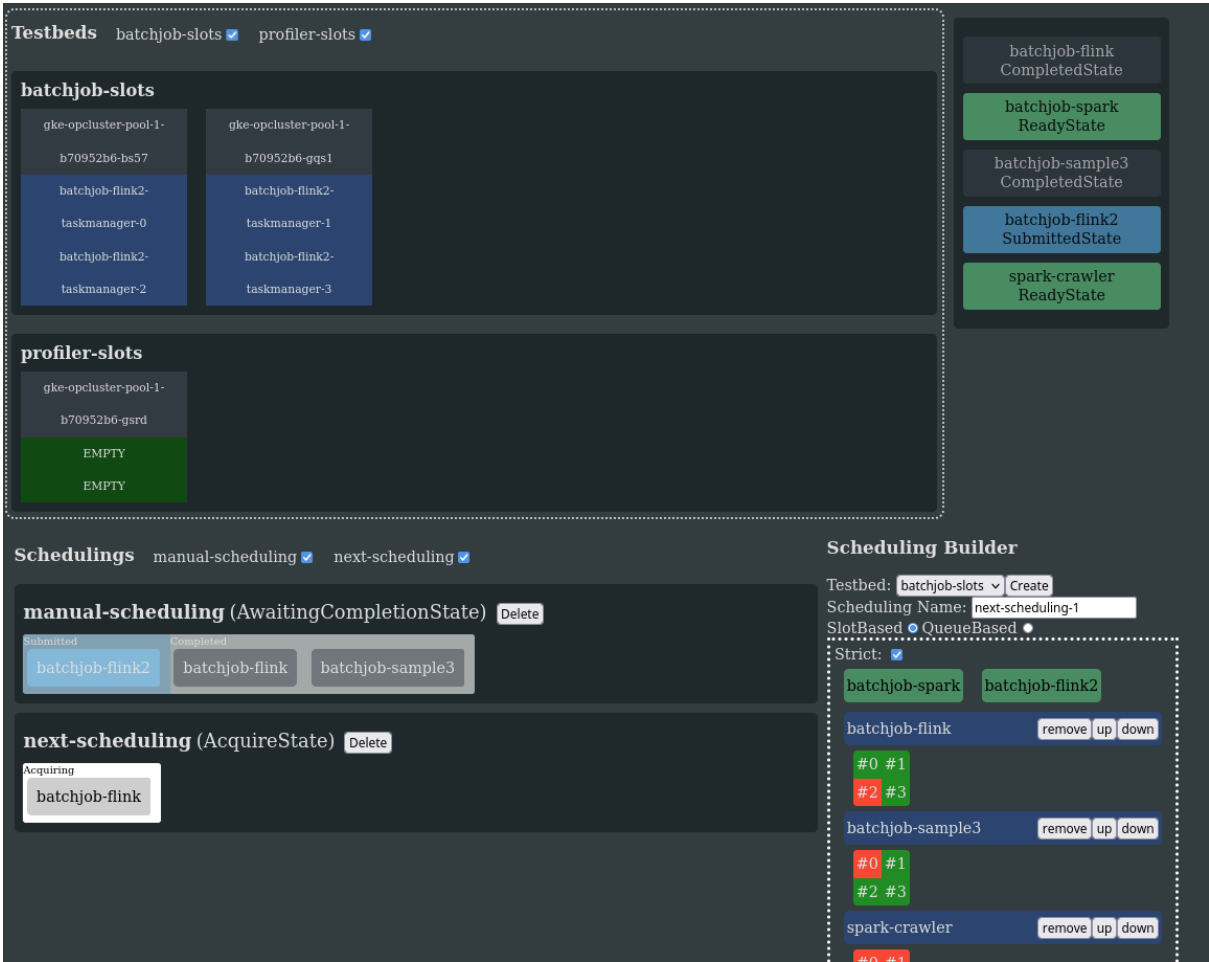 Testbeds batchjob-slots profiler-slots
batchjob-slots
gke-opcluster-pool-1-
b70952b6-bs57
batchjob-flink2-
taskmanager-0
batchjob-flink2-
taskmanager-2
gke-opcluster-pool-1-
b70952b6-gqs1
batchjob-flink2-
taskmanager-1
batchjob-flink2-
taskmanager-3
profiler-slots
gke-opcluster-pool-1-
b70952b6-gsrd
EMPTY
EMPTY
batchjob-flink
CompletedState
batchjob-spark
ReadyState
batchjob-sample3
CompletedState
batchjob-flink2
SubmittedState
spark-crawler
ReadyState
Schedulings manual-scheduling next-scheduling
manual-scheduling (AwaitingCompletionState) Delete
Submitted Completed
batchjob-flink2 batchjob-flink batchjob-sample3
next-scheduling (AcquireState) Delete
Acquiring
batchjob-flink
Scheduling Builder
Testbed: batchjob-slots Create
Scheduling Name: next-scheduling-1
SlotBased QueueBased
Strict:
batchjob-spark batchjob-flink2
batchjob-flink remove up down
#0 #1
#2 #3
batchjob-sample3 remove up down
#0 #1
#2 #3
spark-crawler remove up down
#0 #1